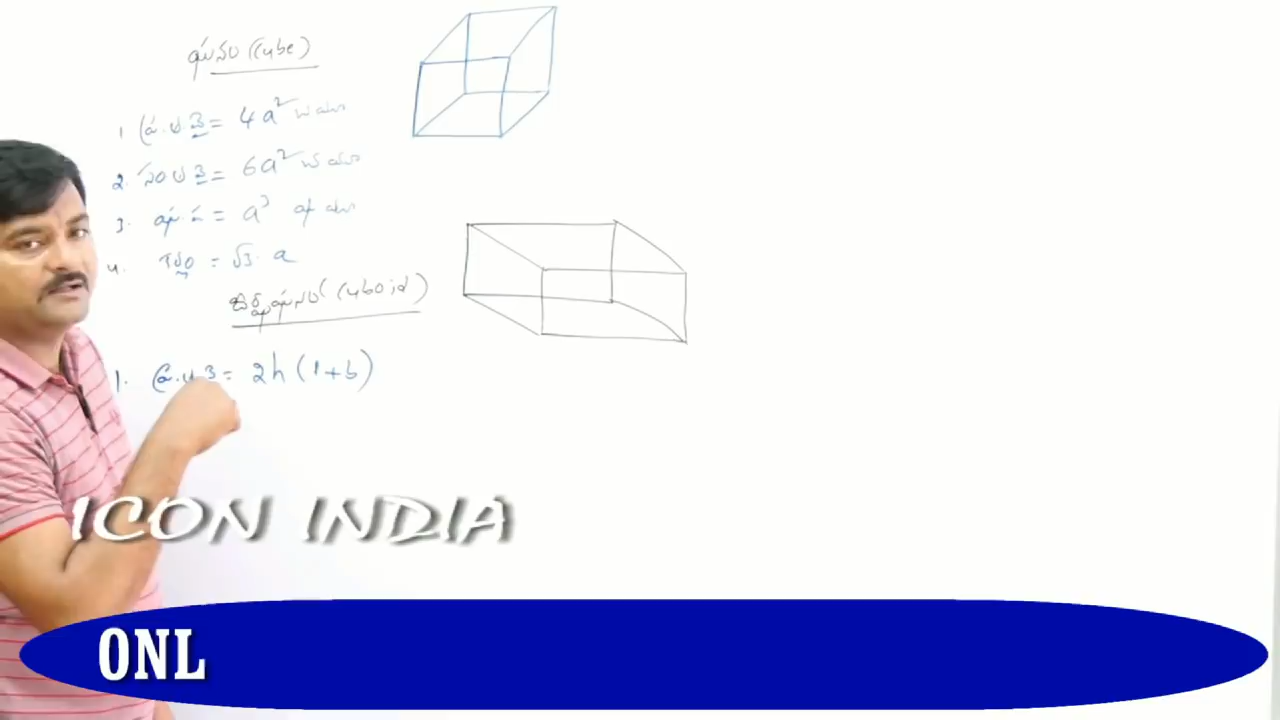 ఘనం (Cube)
1. ప్ర.ఉ.వై = 4a² చ.యూ
2. సం ఉ వై = 6a² చ యూ
3. ఘ.ప = a³ ఘ యూ
4. కర్ణం = √3 · a
దీర్ఘఘనం (Cuboid)
1. ప్ర.ఉ.వై = 2h (l+b)
ICON INDIA
ONL